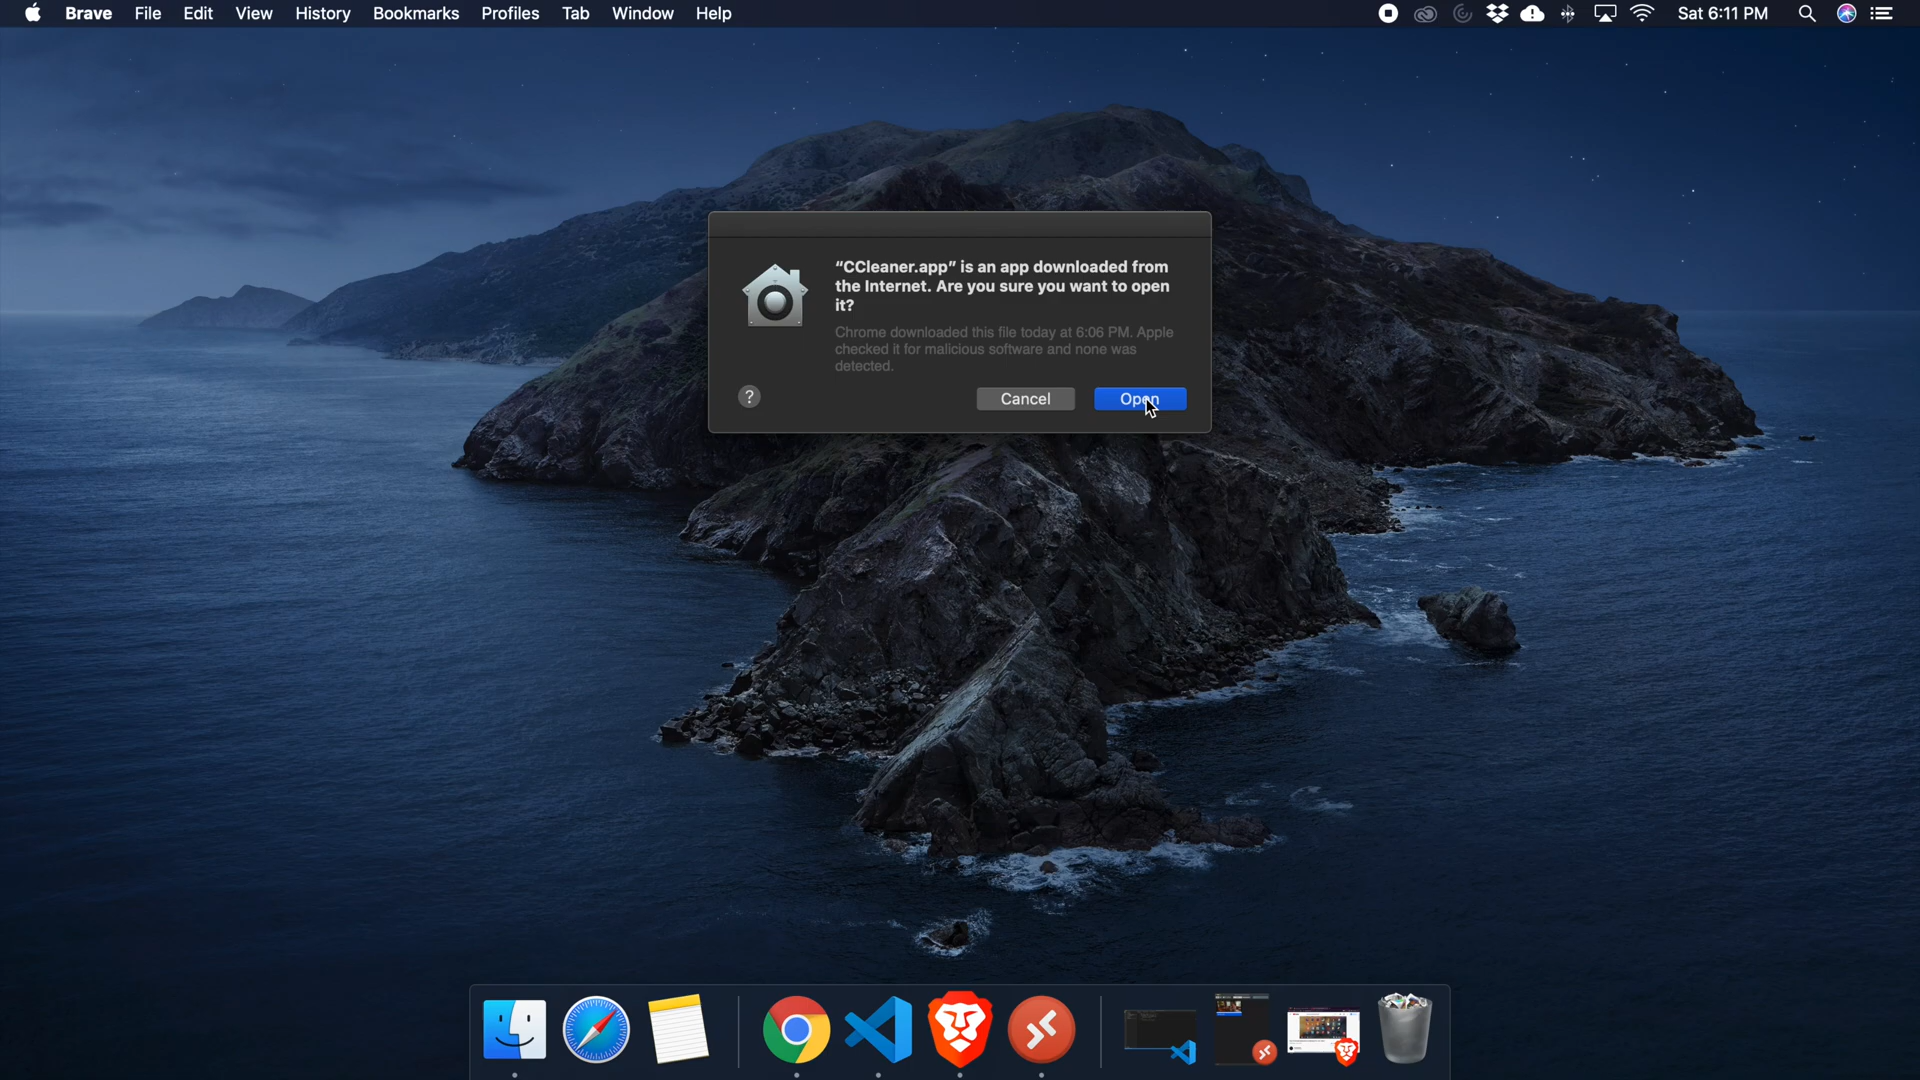 Brave File Edit View History Bookmarks Profiles Tab Window Help Sat 6:11 PM
“CCleaner.app” is an app downloaded from
the Internet. Are you sure you want to open
it?
Chrome downloaded this file today at 6:06 PM. Apple
checked it for malicious software and none was
detected.
? Cancel Open